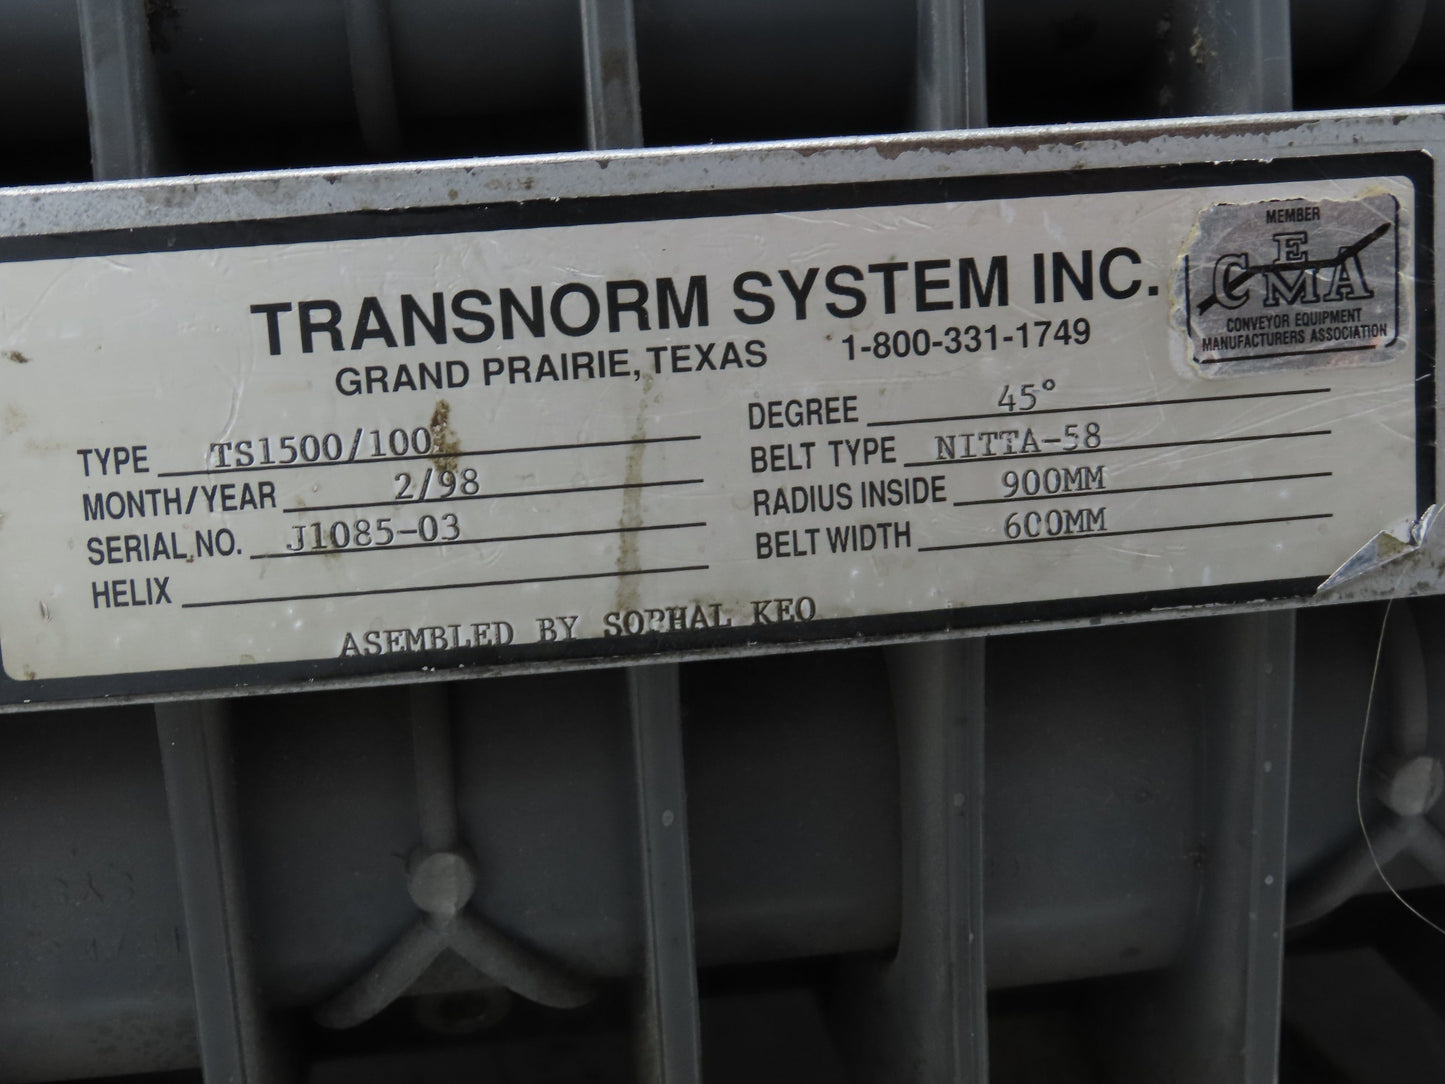 TRANSNORM SYSTEM INC.
GRAND PRAIRIE, TEXAS 1-800-331-1749
MEMBER
CEMA
CONVEYOR EQUIPMENT
MANUFACTURERS ASSOCIATION
TYPE TS1500/100
MONTH/YEAR 2/98
SERIAL NO. J1085-03
HELIX
DEGREE 45°
BELT TYPE NITTA-58
RADIUS INSIDE 900MM
BELT WIDTH 600MM
ASEMBLED BY SOPHAL KEO